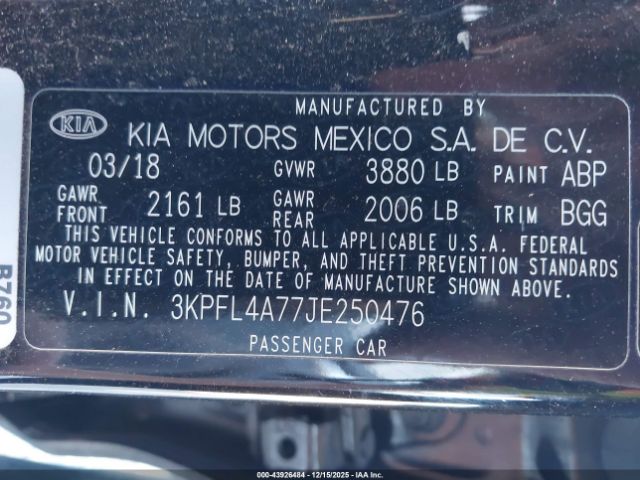 MANUFACTURED BY
KIA KIA MOTORS MEXICO S.A. DE C.V.
03/18 GVWR 3880 LB PAINT ABP
GAWR FRONT 2161 LB GAWR REAR 2006 LB TRIM BGG
THIS VEHICLE CONFORMS TO ALL APPLICABLE U.S.A. FEDERAL
MOTOR VEHICLE SAFETY, BUMPER, AND THEFT PREVENTION STANDARDS
IN EFFECT ON THE DATE OF MANUFACTURE SHOWN ABOVE.
V.I.N. 3KPFL4A77JE250476
PASSENGER CAR
B760
000-43926484 - 12/15/2025 - IAA Inc.